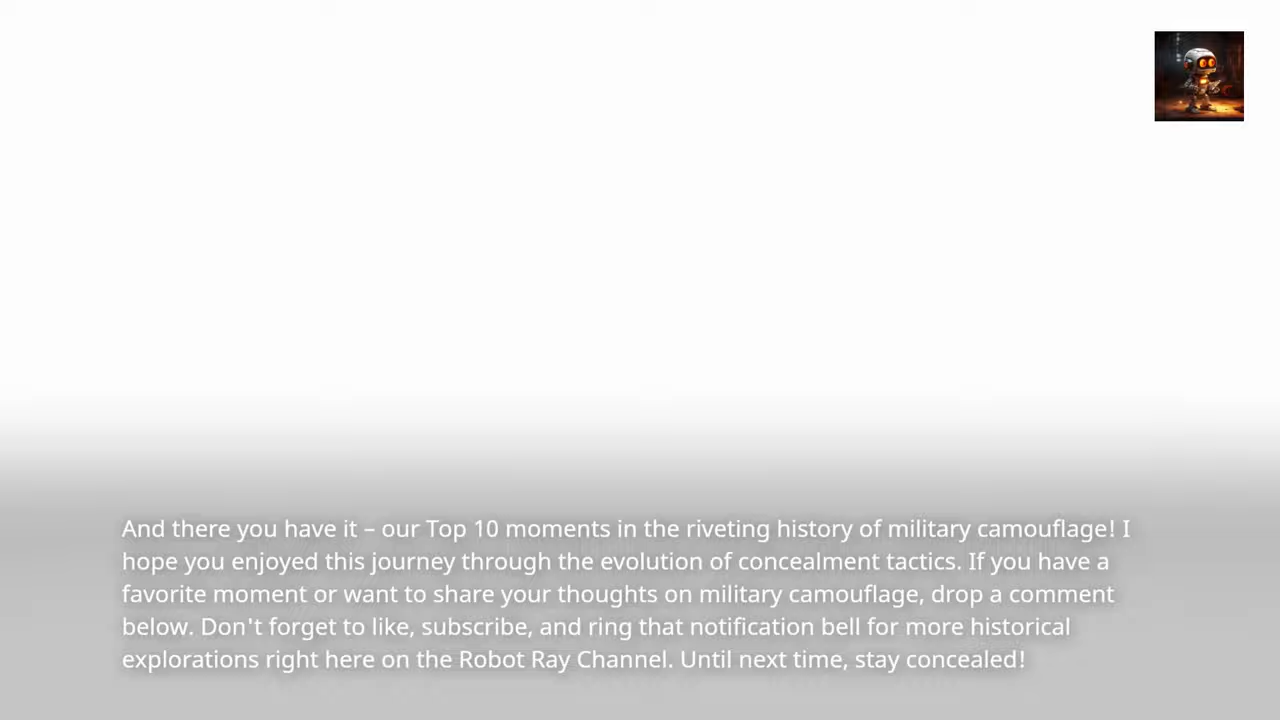 And there you have it – our Top 10 moments in the riveting history of military camouflage! I
hope you enjoyed this journey through the evolution of concealment tactics. If you have a
favorite moment or want to share your thoughts on military camouflage, drop a comment
below. Don't forget to like, subscribe, and ring that notification bell for more historical
explorations right here on the Robot Ray Channel. Until next time, stay concealed!